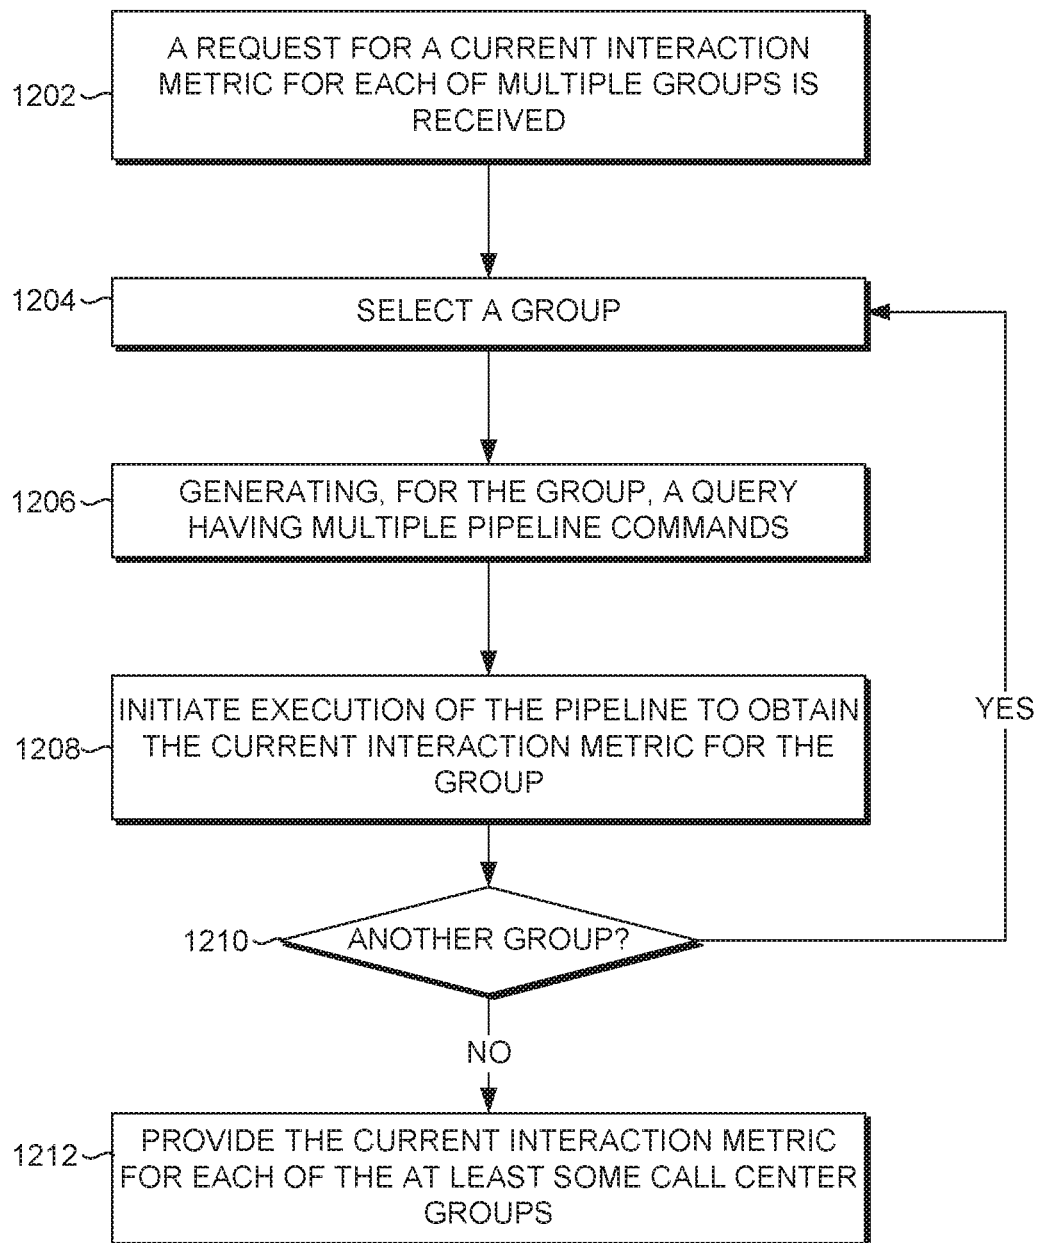 A REQUEST FOR A CURRENT INTERACTION
METRIC FOR EACH OF MULTIPLE GROUPS IS
RECEIVED
1202
SELECT A GROUP
1204
GENERATING, FOR THE GROUP, A QUERY
HAVING MULTIPLE PIPELINE COMMANDS
1206
INITIATE EXECUTION OF THE PIPELINE TO OBTAIN
THE CURRENT INTERACTION METRIC FOR THE
GROUP
1208
YES
ANOTHER GROUP?
1210
NO
PROVIDE THE CURRENT INTERACTION METRIC
FOR EACH OF THE AT LEAST SOME CALL CENTER
GROUPS
1212